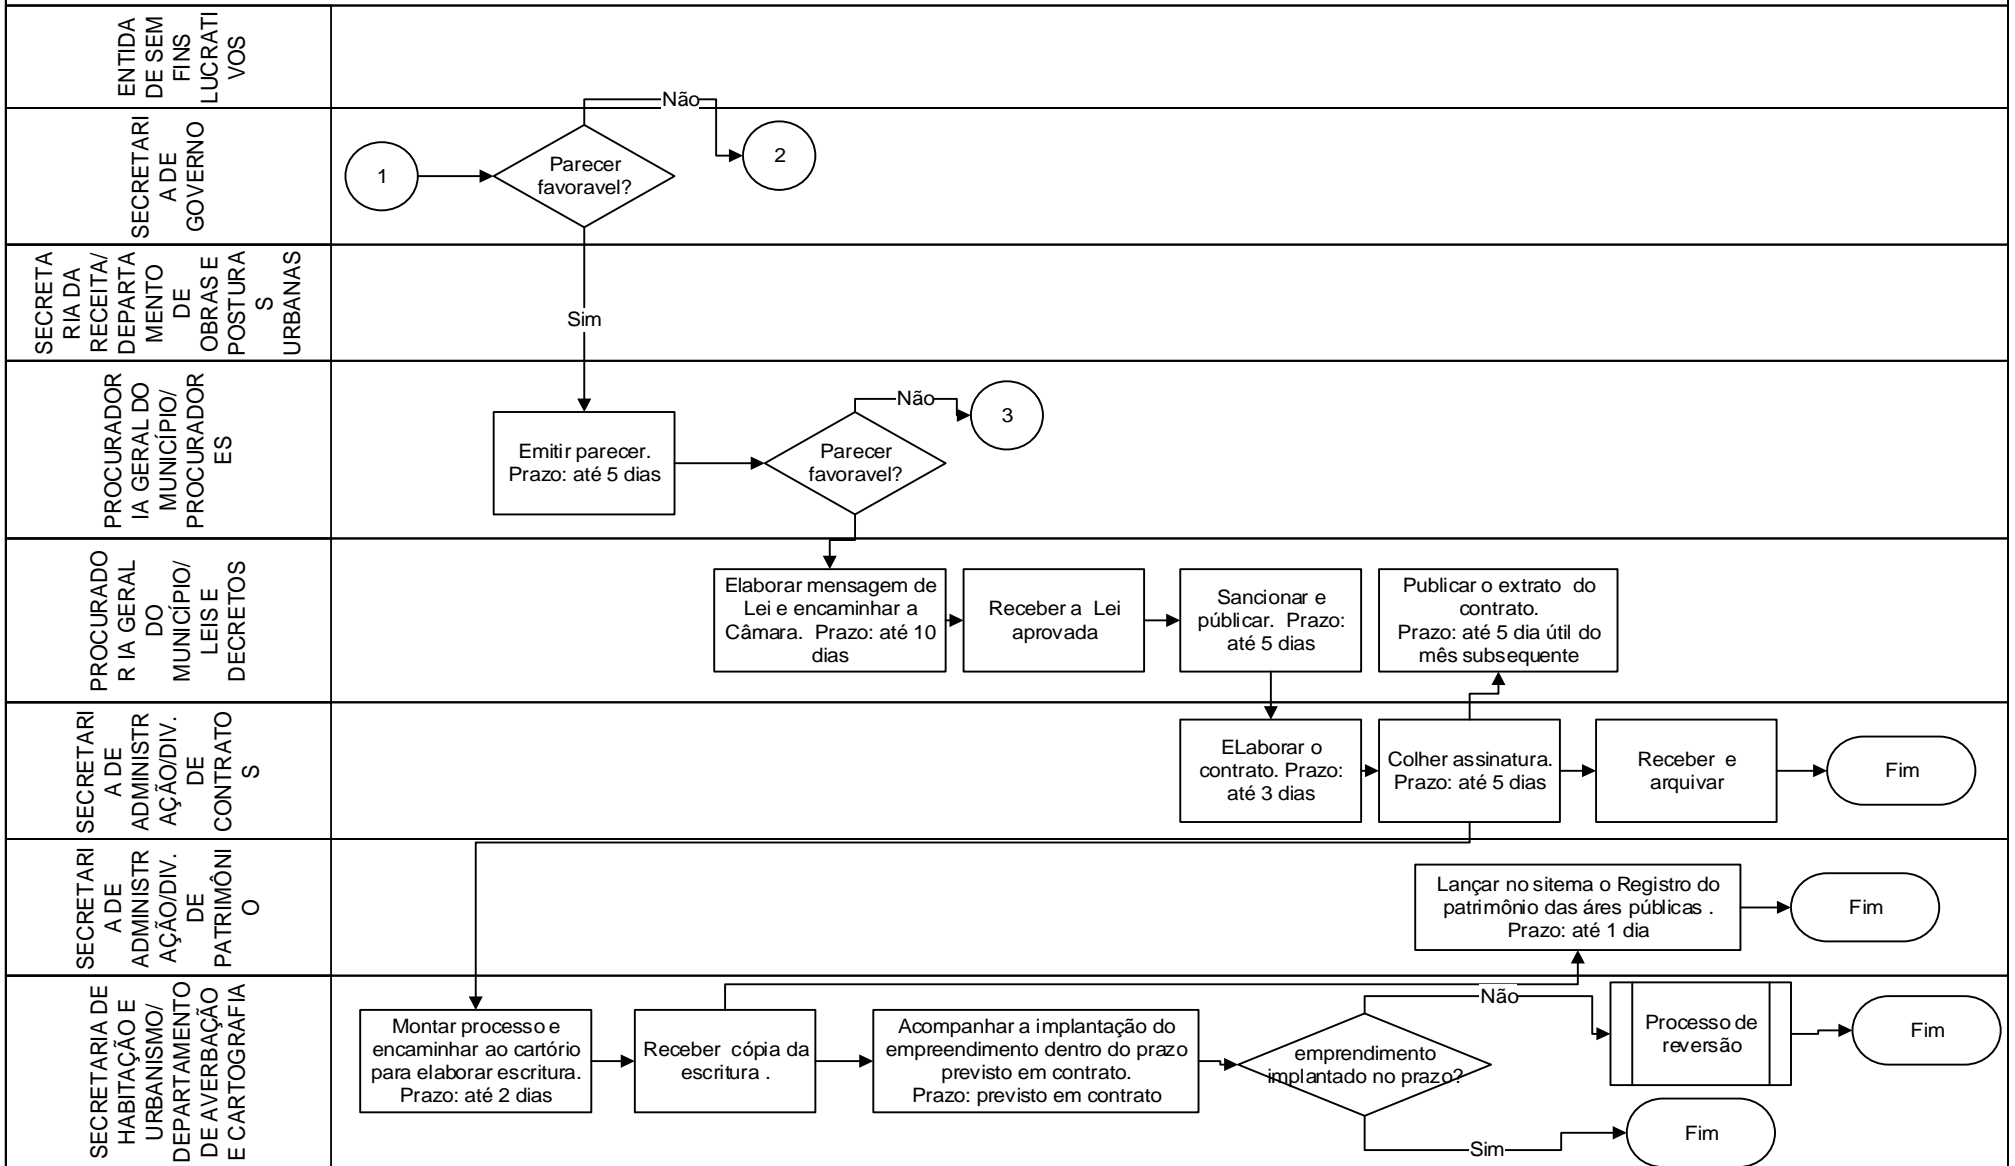 ENTIDA
DE SEM
FINS
LUCRATI
VOS
Não
SECRETARI
A DE
GOVERNO
1
Parecer
favoravel?
2
SECRETA
RIA DA
RECEITA/
DEPARTA
MENTO
DE
OBRAS E
POSTURA
S
URBANAS
Sim
PROCURADOR
IA GERAL DO
MUNICÍPIO/
PROCURADOR
ES
Emitir parecer.
Prazo: até 5 dias
Parecer
favoravel?
Não
3
PROCURADO
RIA GERAL
DO
MUNICÍPIO/
LEIS E
DECRETOS
Elaborar mensagem de
Lei e encaminhar a
Câmara. Prazo: até 10
dias
Receber a Lei
aprovada
Sancionar e
públicar. Prazo:
até 5 dias
Publicar o extrato do
contrato.
Prazo: até 5 dia útil do
mês subsequente
SECRETARI
A DE
ADMINISTR
AÇÃO/DIV.
DE
CONTRATO
S
ELaborar o
contrato. Prazo:
até 3 dias
Colher assinatura.
Prazo: até 5 dias
Receber e
arquivar
Fim
SECRETARI
A DE
ADMINISTR
AÇÃO/DIV.
DE
PATRIMÔNI
O
Lançar no sitema o Registro do
patrimônio das áres públicas .
Prazo: até 1 dia
Fim
SECRETARIA DE
HABITAÇÃO E
URBANISMO/
DEPARTAMENTO
DE AVERBAÇÃO
E CARTOGRAFIA
Montar processo e
encaminhar ao cartório
para elaborar escritura.
Prazo: até 2 dias
Receber cópia da
escritura .
Acompanhar a implantação do
empreendimento dentro do prazo
previsto em contrato.
Prazo: previsto em contrato
emprendimento
implantado no prazo?
Não
Processo de
reversão
Fim
Sim
Fim